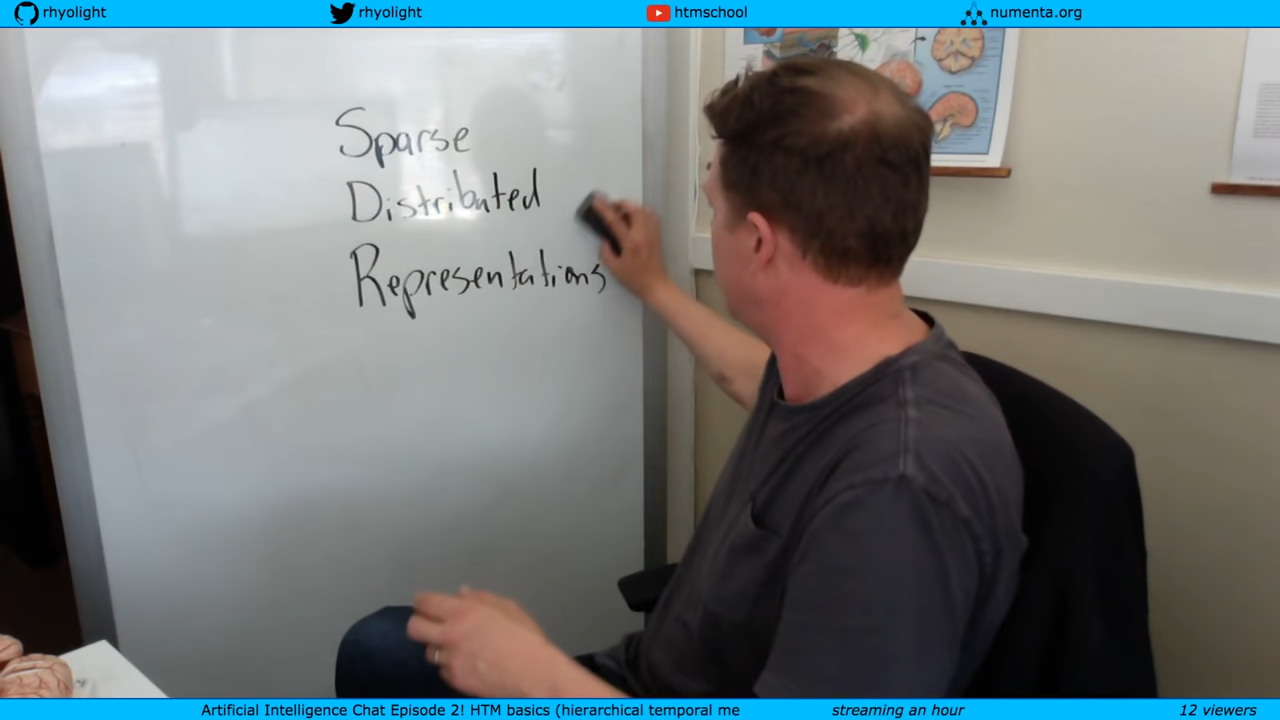 rhyolight
rhyolight
htmschool
numenta.org
Sparse
Distributed
Representations
Artificial Intelligence Chat Episode 2! HTM basics (hierarchical temporal me
streaming an hour
12 viewers